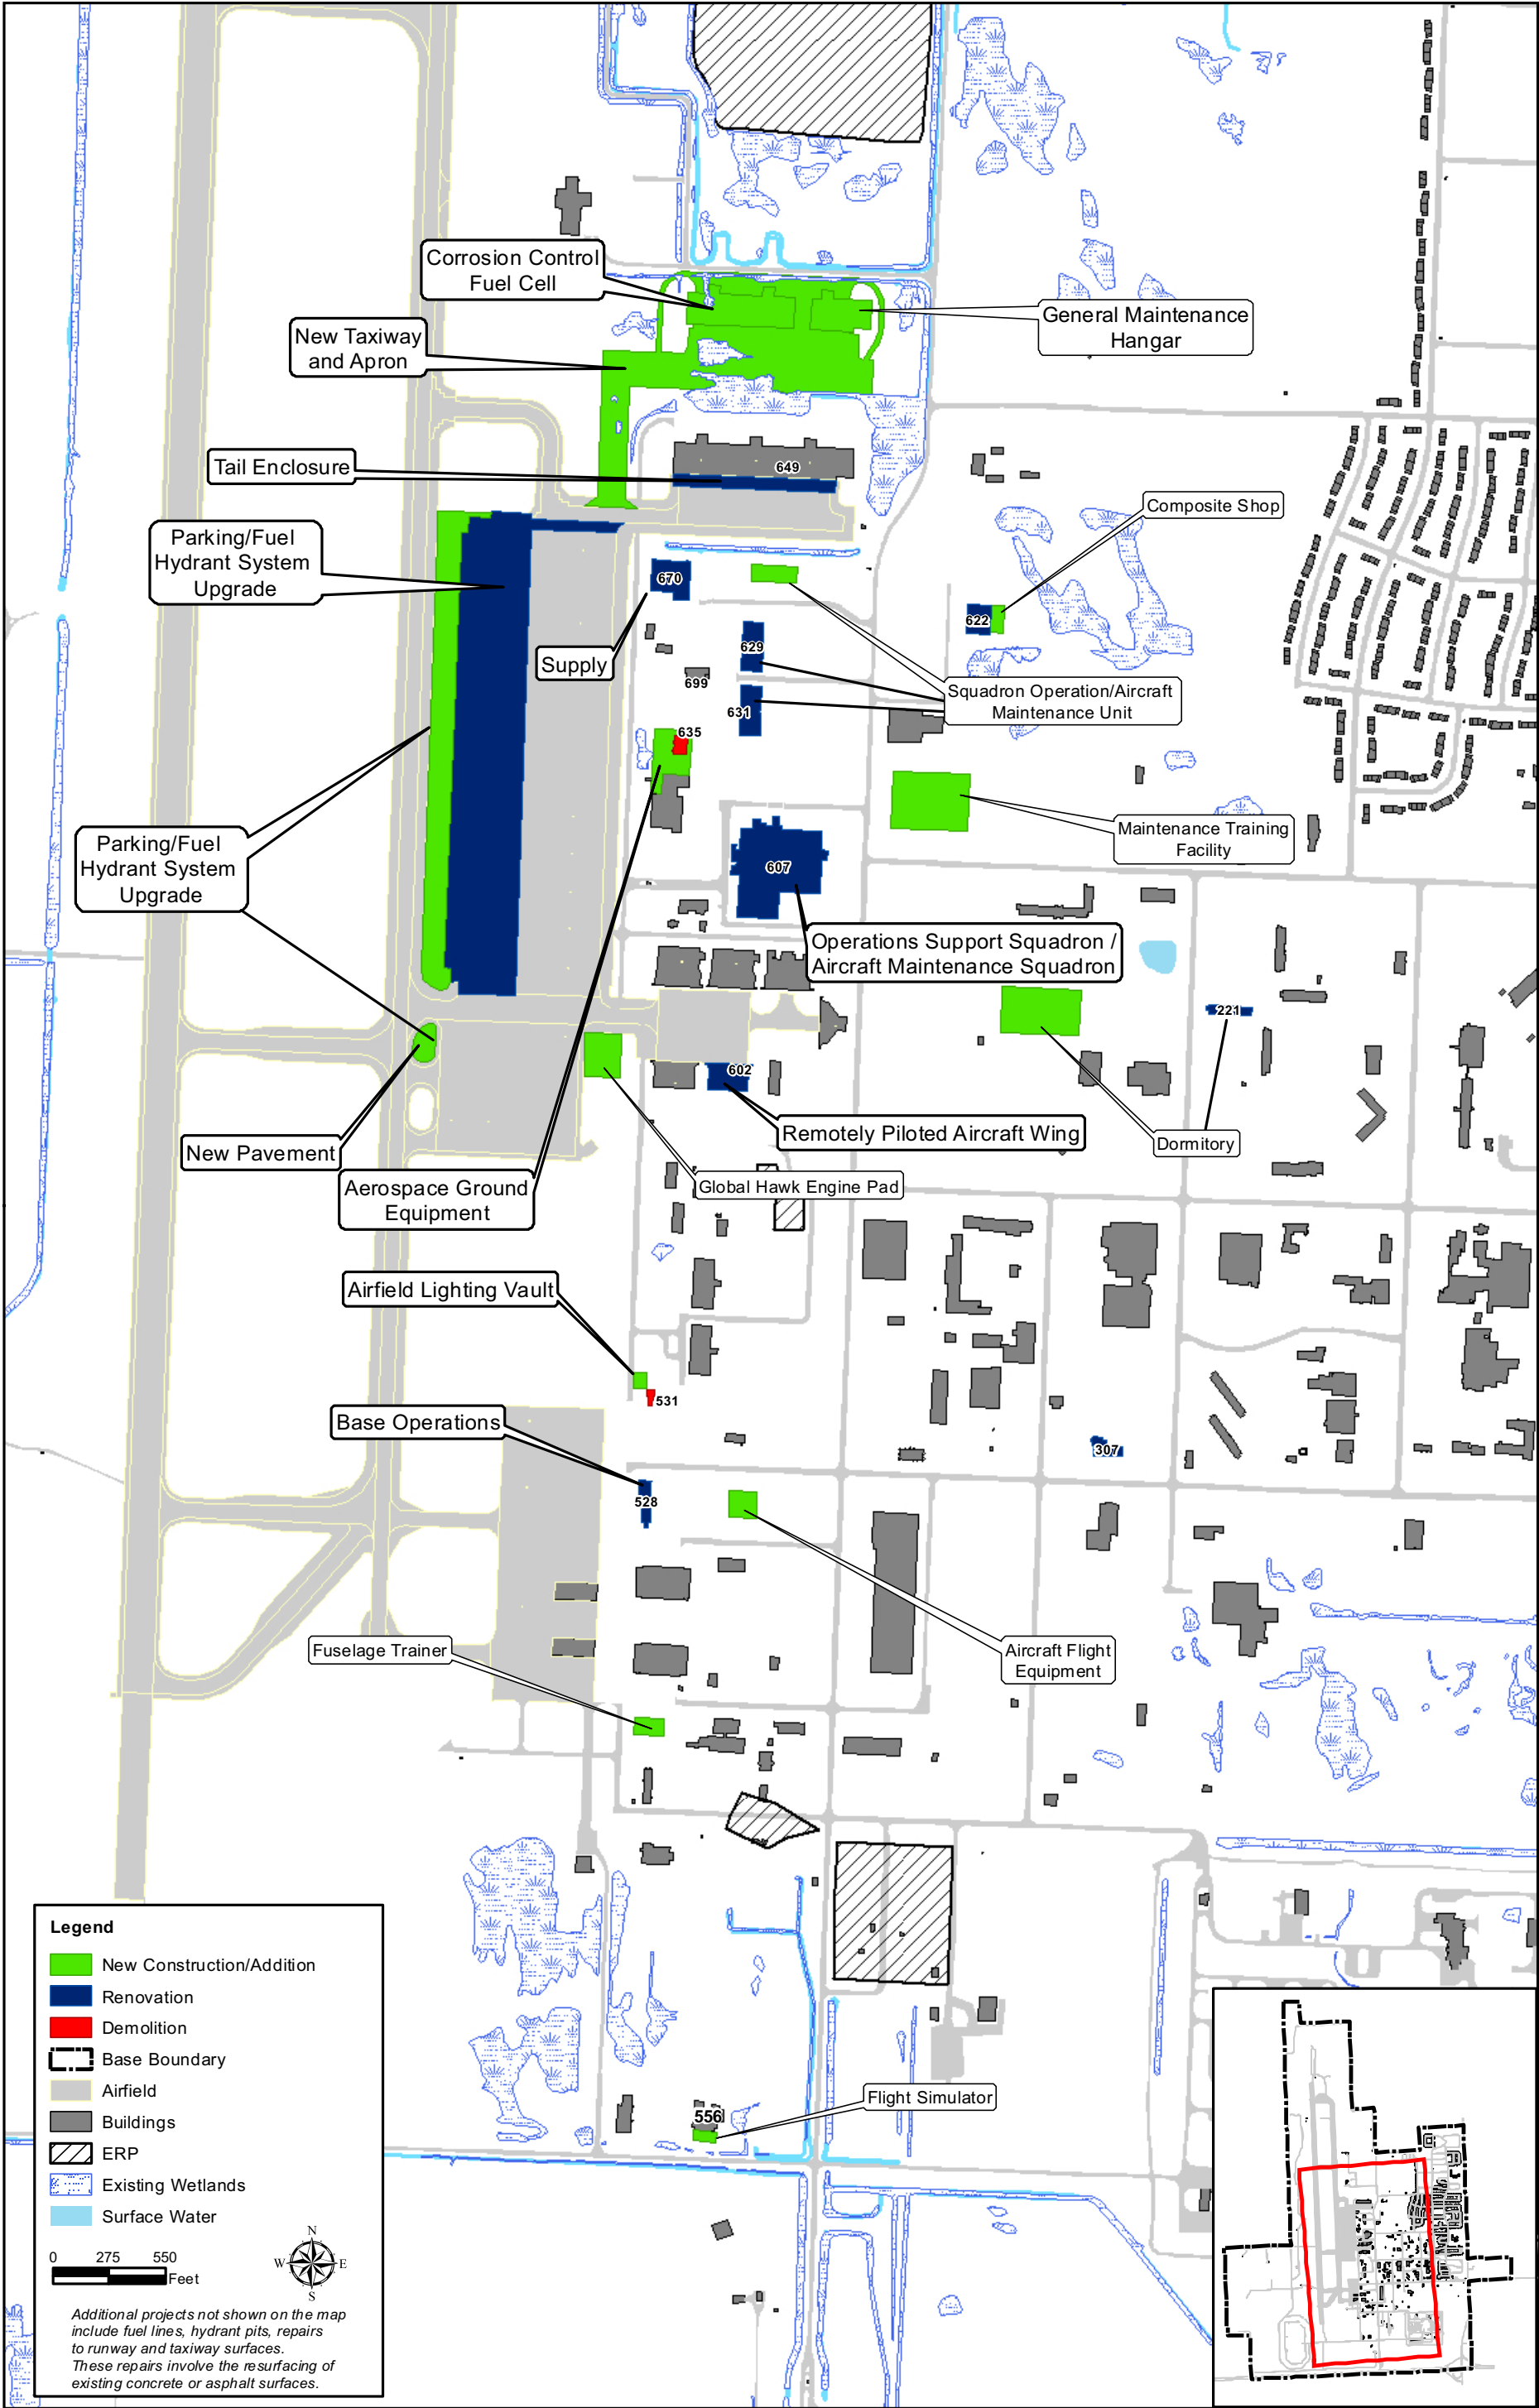 Corrosion Control
Fuel Cell
General Maintenance
Hangar
New Taxiway
and Apron
Tail Enclosure
649
Composite Shop
Parking/Fuel
Hydrant System
Upgrade
670
622
629
Supply
699
Squadron Operation/Aircraft
Maintenance Unit
631
635
Maintenance Training
Facility
Parking/Fuel
Hydrant System
Upgrade
607
Operations Support Squadron /
Aircraft Maintenance Squadron
221
602
Remotely Piloted Aircraft Wing
Dormitory
New Pavement
Aerospace Ground
Equipment
Global Hawk Engine Pad
Airfield Lighting Vault
531
Base Operations
307
528
Fuselage Trainer
Aircraft Flight
Equipment
Flight Simulator
556
Legend
New Construction/Addition
Renovation
Demolition
Base Boundary
Airfield
Buildings
ERP
Existing Wetlands
Surface Water
N
W
E
S
0 275 550
Feet
Additional projects not shown on the map
include fuel lines, hydrant pits, repairs
to runway and taxiway surfaces.
These repairs involve the resurfacing of
existing concrete or asphalt surfaces.